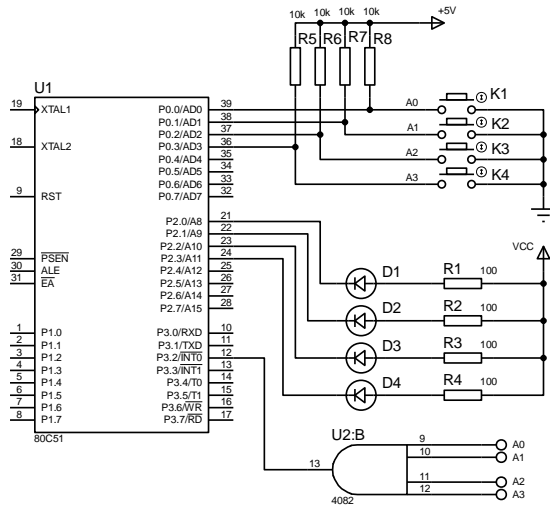 10k 10k 10k 10k +5V
R5 R6 R7 R8
U1
19 XTAL1 P0.0/AD0 39 A0 K1
P0.1/AD1 38 A1 K2
P0.2/AD2 37 A2 K3
18 XTAL2 P0.3/AD3 36 A3 K4
P0.4/AD4 35
P0.5/AD5 34
P0.6/AD6 33
9 RST P0.7/AD7 32
P2.0/A8 21
P2.1/A9 22
P2.2/A10 23
29 PSEN P2.3/A11 24
30 ALE P2.4/A12 25
31 EA P2.5/A13 26
P2.6/A14 27
P2.7/A15 28
VCC
D1 R1 100
D2 R2 100
D3 R3 100
D4 R4 100
1 P1.0 P3.0/RXD 10
2 P1.1 P3.1/TXD 11
3 P1.2 P3.2/INT0 12
4 P1.3 P3.3/INT1 13
5 P1.4 P3.4/T0 14
6 P1.5 P3.5/T1 15
7 P1.6 P3.6/WR 16
8 P1.7 P3.7/RD 17
80C51
U2:B
9 A0
10 A1
13
11 A2
12 A3
4082